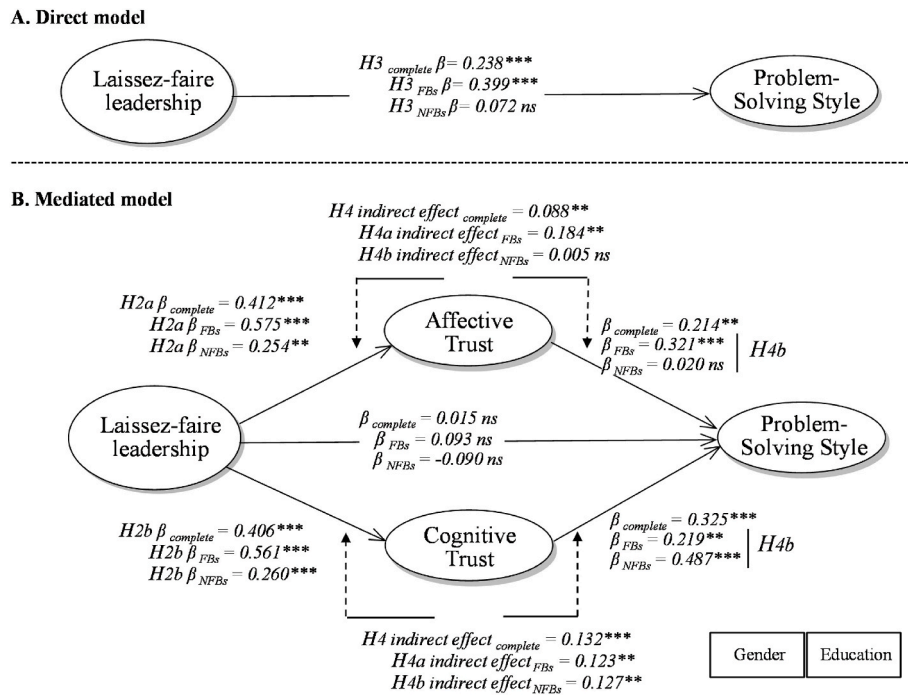 A. Direct model
Laissez-faire
leadership
H3 complete β = 0.238***
H3 FBs β = 0.399***
H3 NFBs β = 0.072 ns
Problem-
Solving Style
B. Mediated model
H4 indirect effect complete = 0.088**
H4a indirect effect FBs = 0.184**
H4b indirect effect NFBs = 0.005 ns
H2a β complete = 0.412***
H2a β FBs = 0.575***
H2a β NFBs = 0.254**
Affective
Trust
β complete = 0.214**
β FBs = 0.321***
β NFBs = 0.020 ns
H4b
Laissez-faire
leadership
β complete = 0.015 ns
β FBs = 0.093 ns
β NFBs = -0.090 ns
Problem-
Solving Style
H2b β complete = 0.406***
H2b β FBs = 0.561***
H2b β NFBs = 0.260***
Cognitive
Trust
β complete = 0.325***
β FBs = 0.219**
β NFBs = 0.487***
H4b
H4 indirect effect complete = 0.132***
H4a indirect effect FBs = 0.123**
H4b indirect effect NFBs = 0.127**
Gender
Education